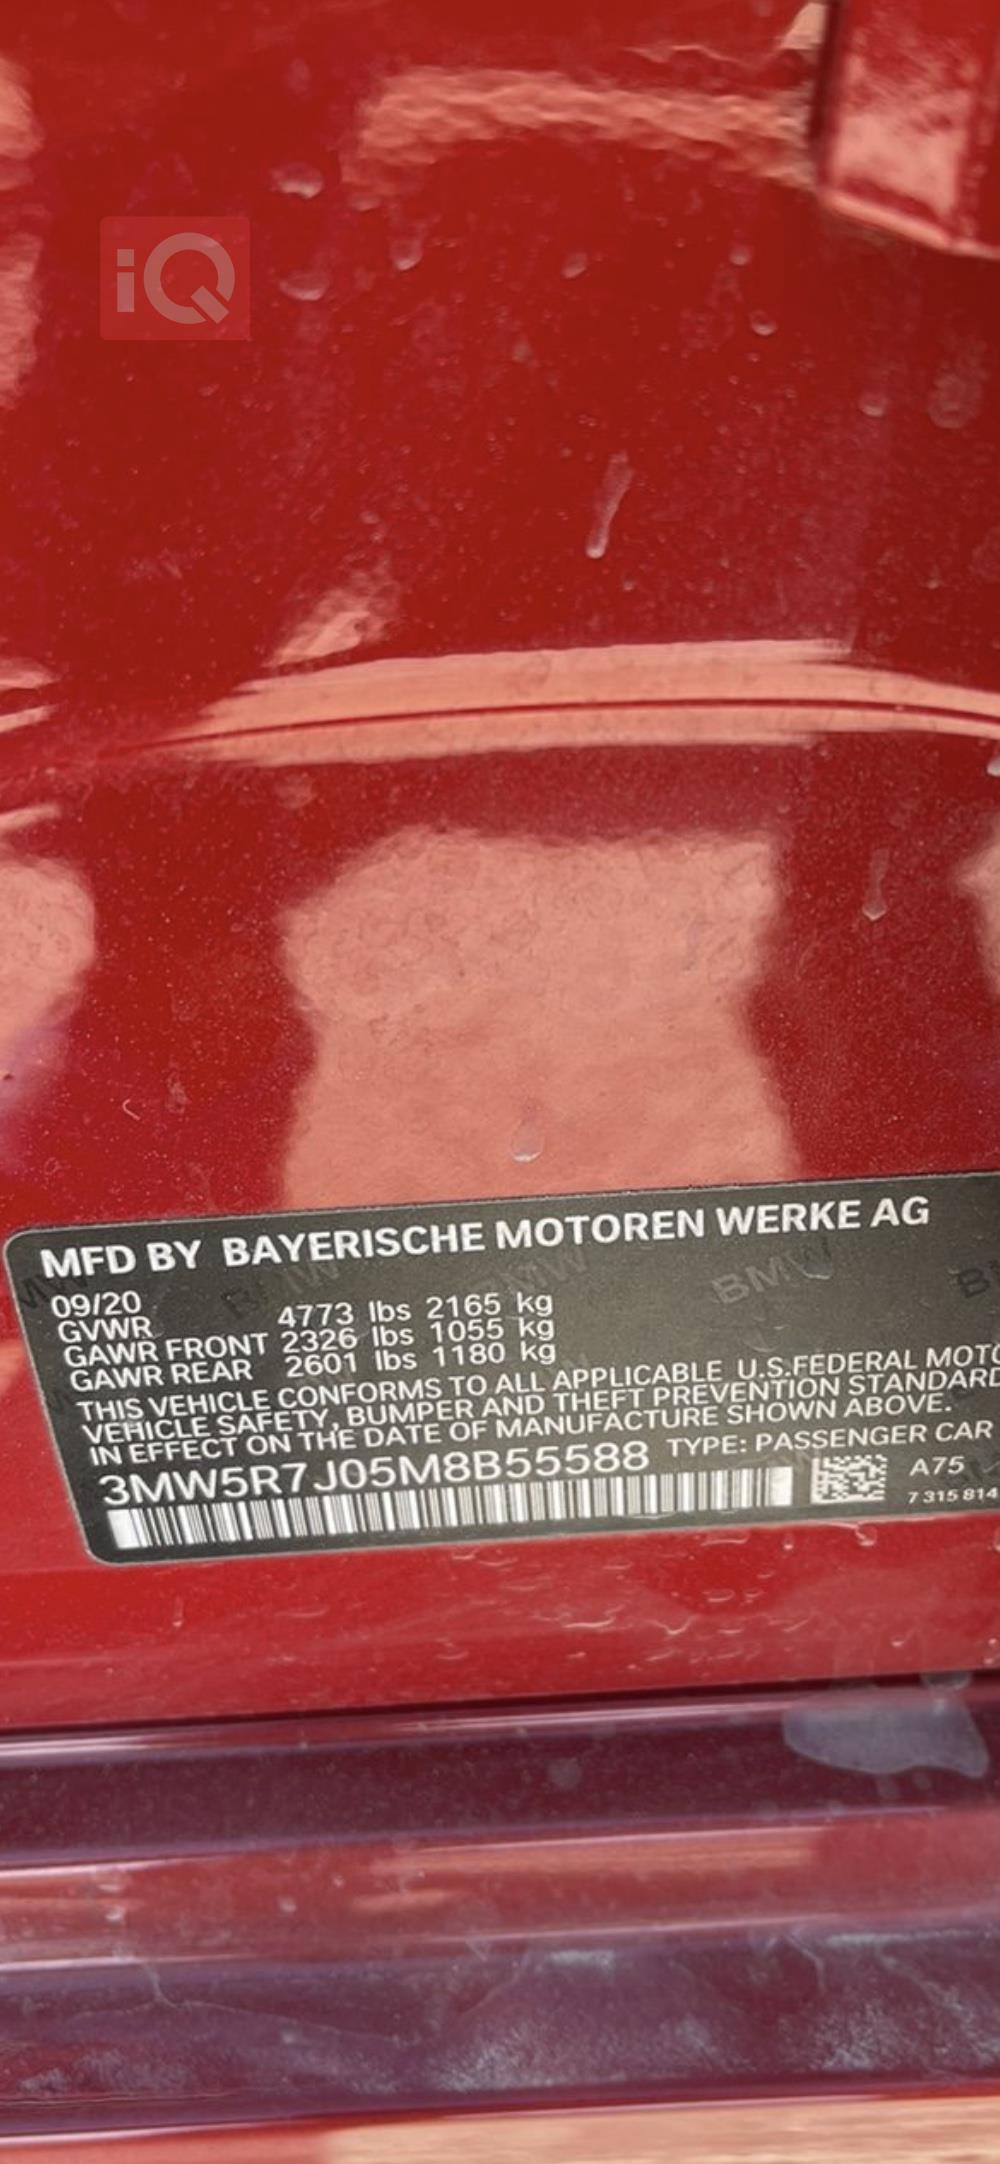 iQ
MFD BY BAYERISCHE MOTOREN WERKE AG
09/20
GVWR 4773 lbs 2165 kg
GAWR FRONT 2326 lbs 1055 kg
GAWR REAR 2601 lbs 1180 kg
THIS VEHICLE CONFORMS TO ALL APPLICABLE U.S.FEDERAL MOTO
VEHICLE SAFETY, BUMPER AND THEFT PREVENTION STANDARD
IN EFFECT ON THE DATE OF MANUFACTURE SHOWN ABOVE.
3MW5R7J05M8B55588 TYPE: PASSENGER CAR
A75
7 315 814